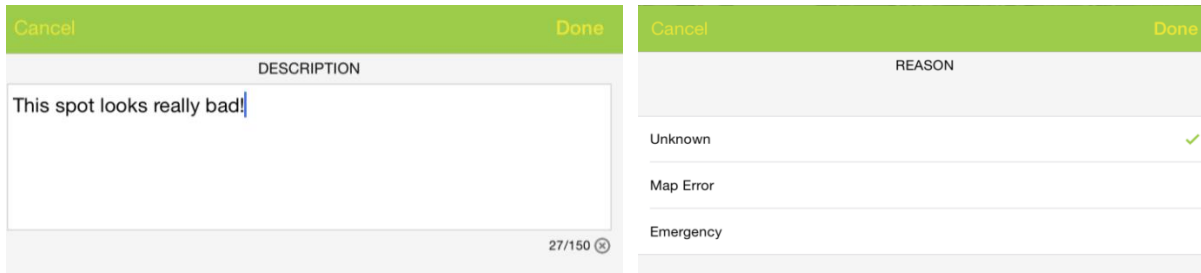 Cancel Done
DESCRIPTION
This spot looks really bad!
27/150
Cancel Done
REASON
Unknown
Map Error
Emergency